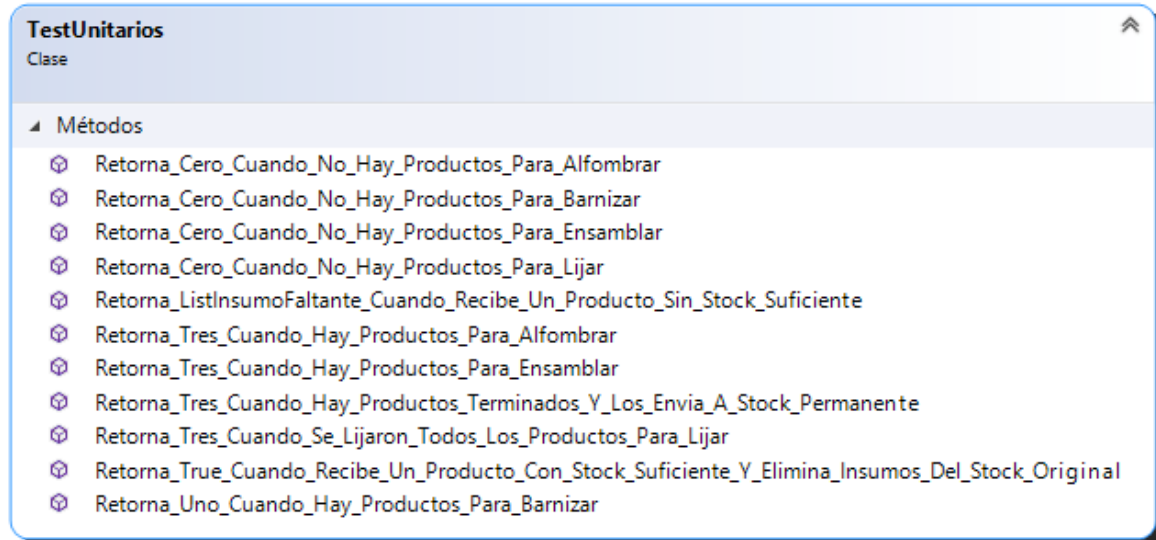 TestUnitarios
Clase
Métodos
Retorna_Cero_Cuando_No_Hay_Productos_Para_Alfombrar
Retorna_Cero_Cuando_No_Hay_Productos_Para_Barnizar
Retorna_Cero_Cuando_No_Hay_Productos_Para_Ensamblar
Retorna_Cero_Cuando_No_Hay_Productos_Para_Lijar
Retorna_ListInsumoFaltante_Cuando_Recibe_Un_Producto_Sin_Stock_Suficiente
Retorna_Tres_Cuando_Hay_Productos_Para_Alfombrar
Retorna_Tres_Cuando_Hay_Productos_Para_Ensamblar
Retorna_Tres_Cuando_Hay_Productos_Terminados_Y_Los_Envia_A_Stock_Permanente
Retorna_Tres_Cuando_Se_Lijaron_Todos_Los_Productos_Para_Lijar
Retorna_True_Cuando_Recibe_Un_Producto_Con_Stock_Suficiente_Y_Elimina_Insumos_Del_Stock_Original
Retorna_Uno_Cuando_Hay_Productos_Para_Barnizar